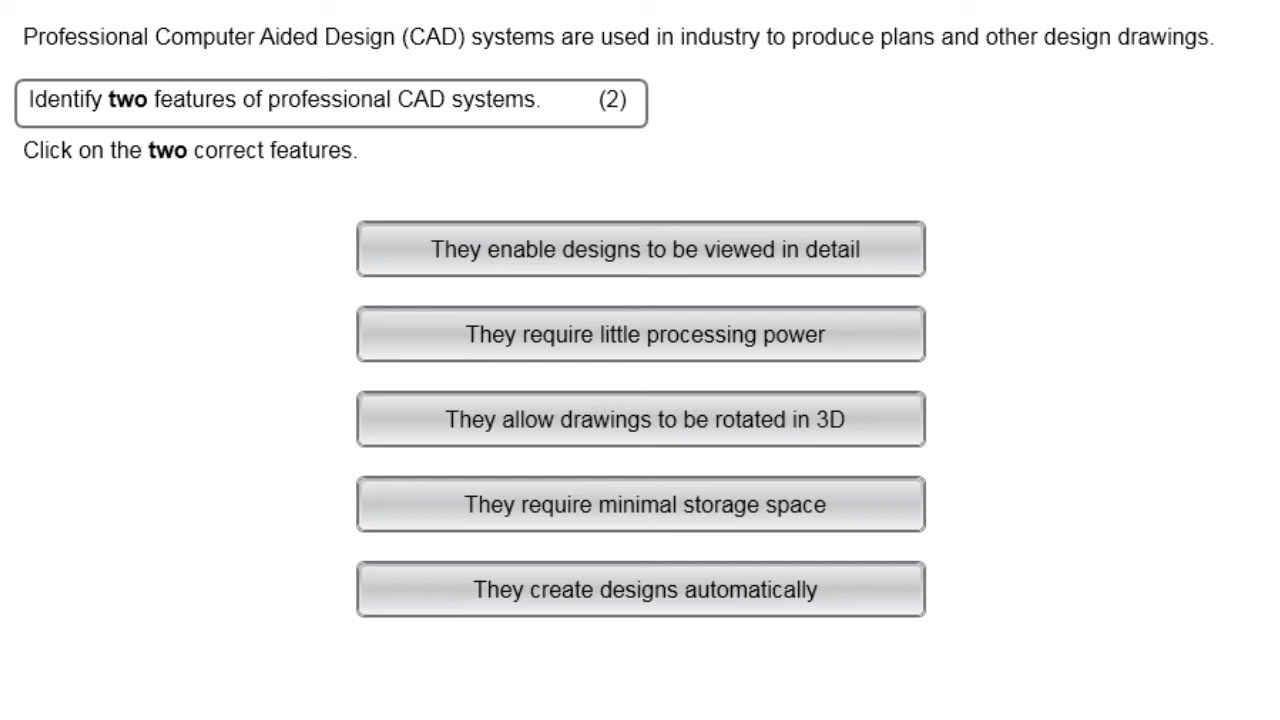 Professional Computer Aided Design (CAD) systems are used in industry to produce plans and other design drawings.
Identify two features of professional CAD systems. (2)
Click on the two correct features.
They enable designs to be viewed in detail
They require little processing power
They allow drawings to be rotated in 3D
They require minimal storage space
They create designs automatically